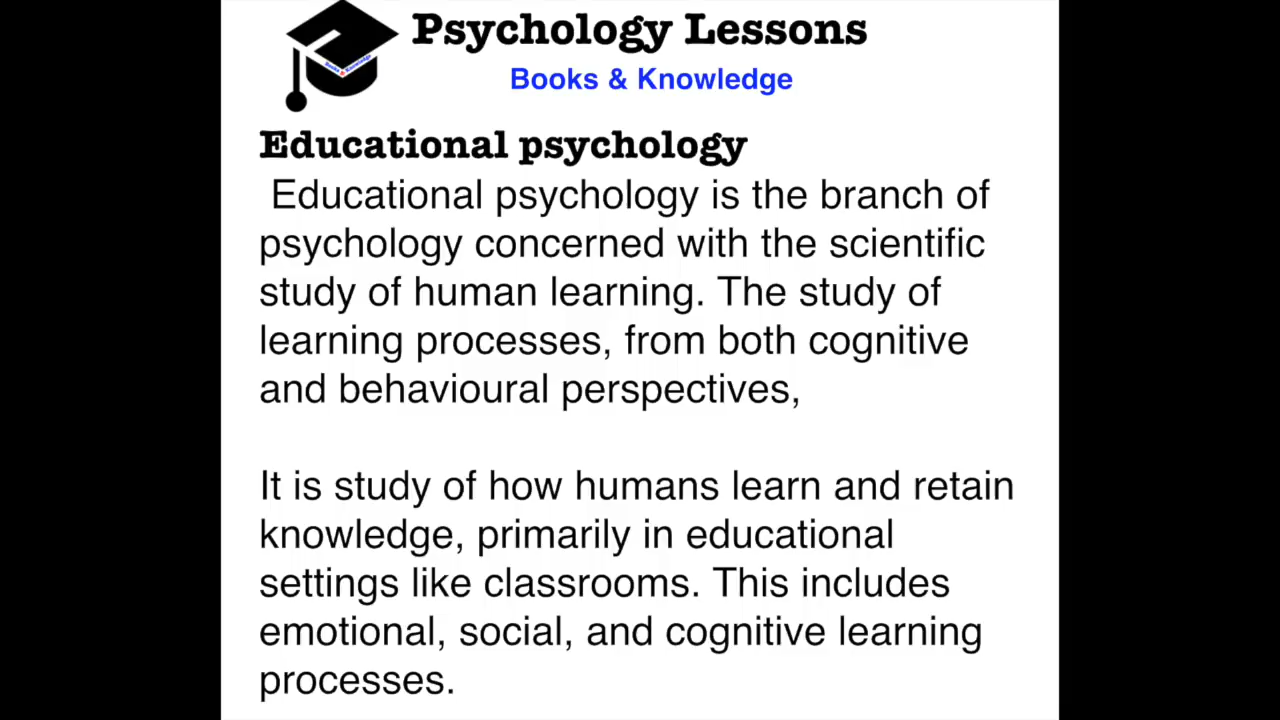 Psychology Lessons
Books & Knowledge
Educational psychology
Educational psychology is the branch of
psychology concerned with the scientific
study of human learning. The study of
learning processes, from both cognitive
and behavioural perspectives,
It is study of how humans learn and retain
knowledge, primarily in educational
settings like classrooms. This includes
emotional, social, and cognitive learning
processes.